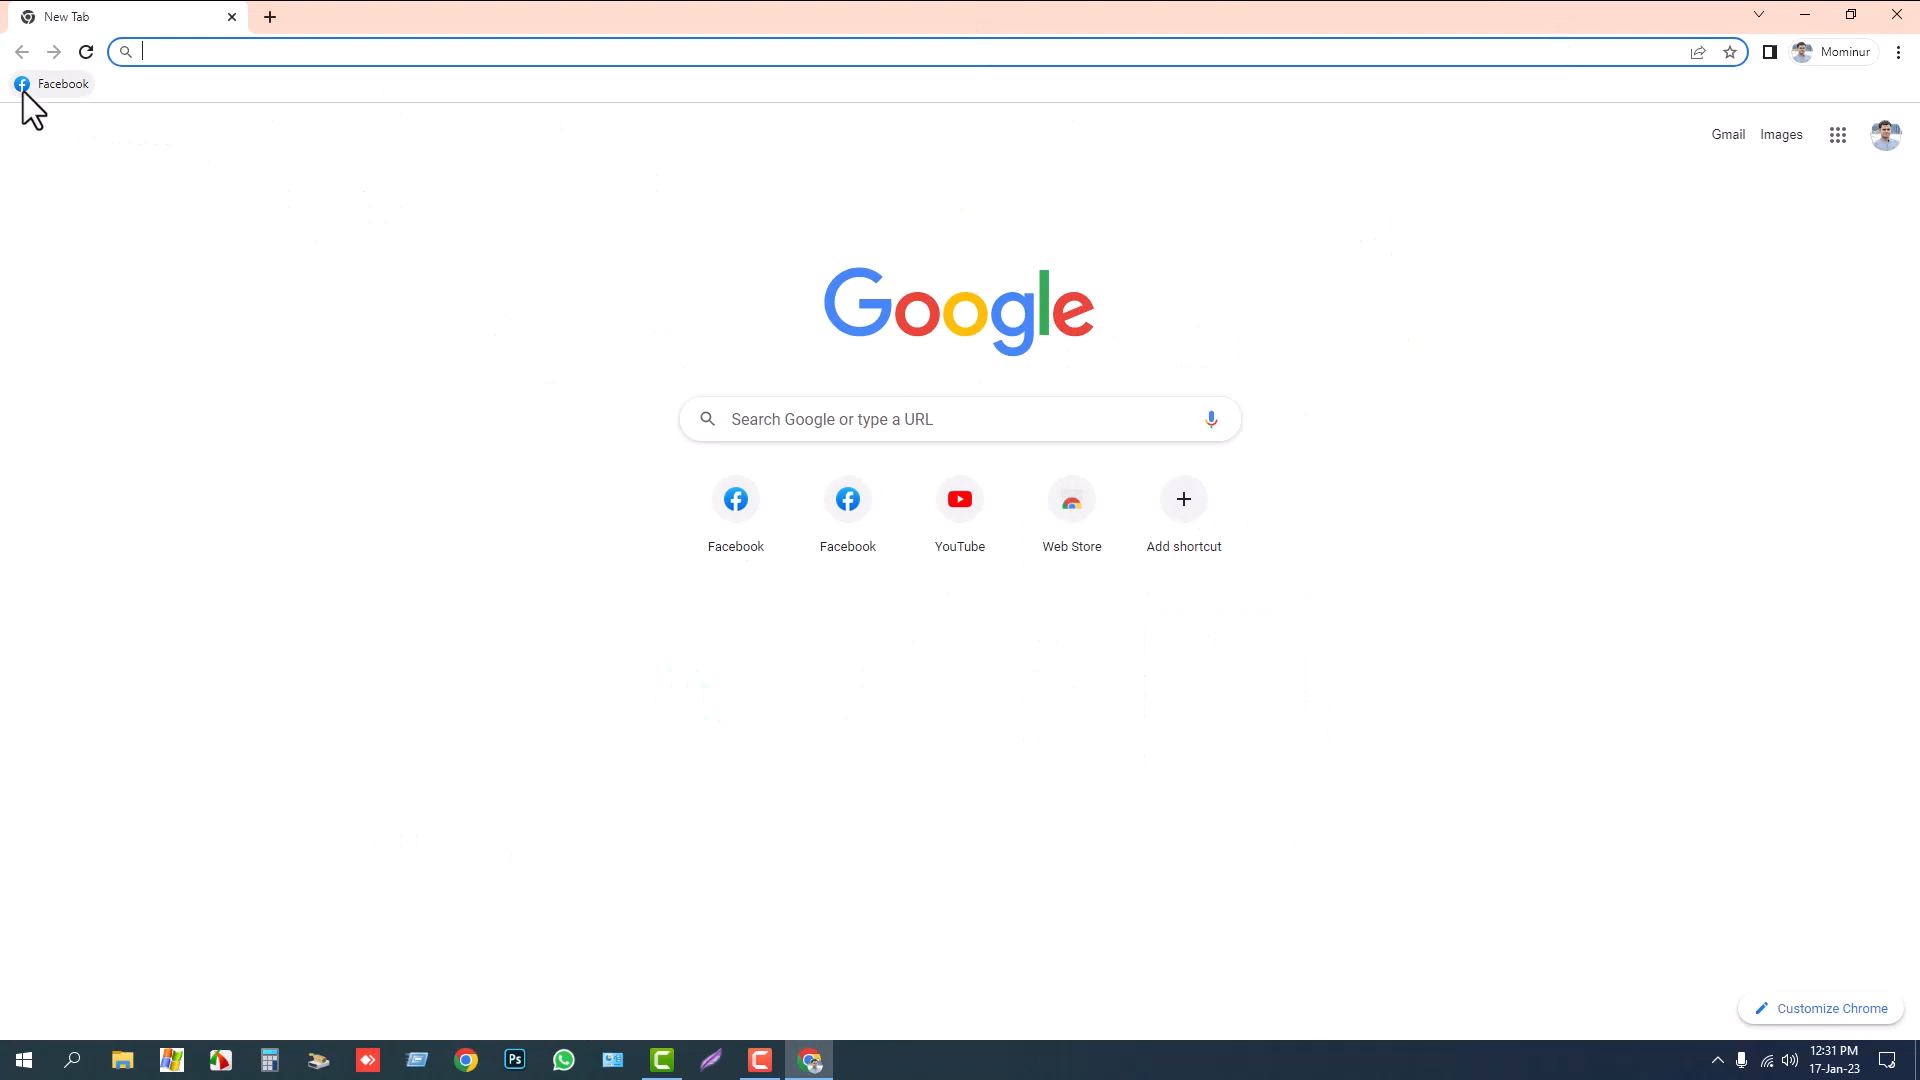 New Tab
Mominur
Facebook
Gmail Images
Google
Search Google or type a URL
Facebook Facebook YouTube Web Store Add shortcut
Customize Chrome
Ps
12:31 PM
17-Jan-23